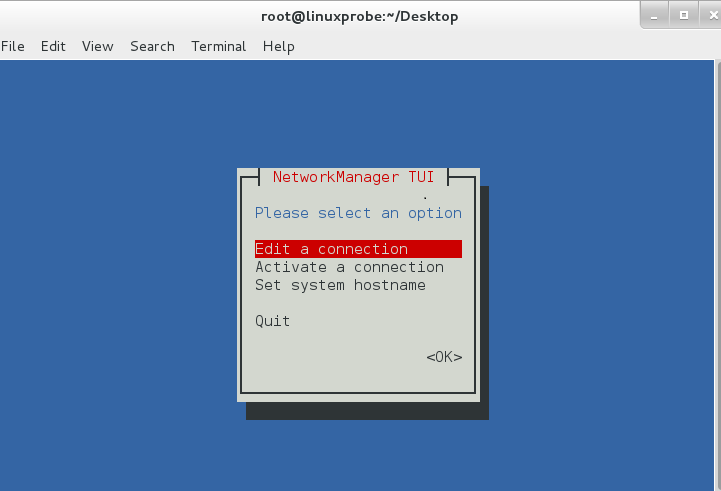 root@linuxprobe:~/Desktop
File Edit View Search Terminal Help
NetworkManager TUI
Please select an option
Edit a connection
Activate a connection
Set system hostname
Quit
<OK>